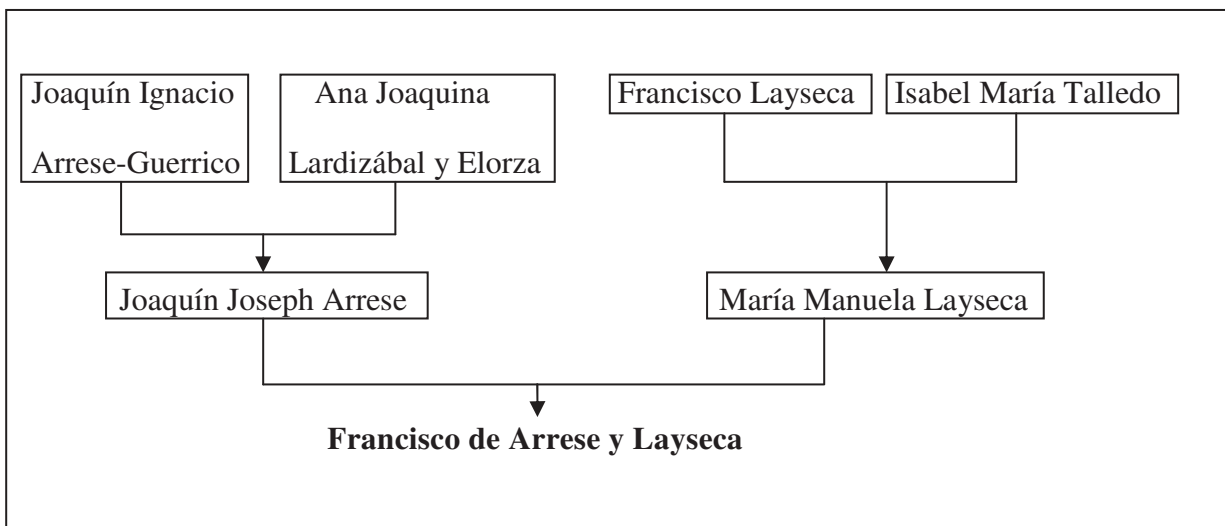 Joaquín Ignacio
Arrese-Guerrico
Ana Joaquina
Lardizábal y Elorza
Francisco Layseca
Isabel María Talledo
Joaquín Joseph Arrese
María Manuela Layseca
Francisco de Arrese y Layseca